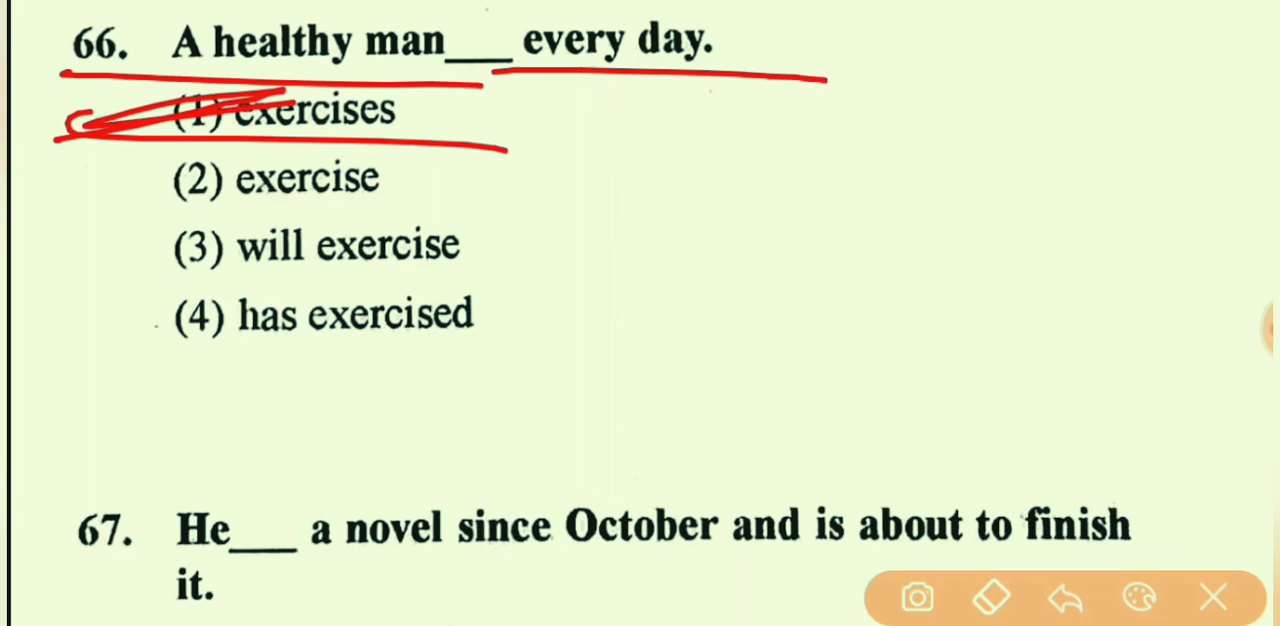 66. A healthy man___ every day.
(1) exercises
(2) exercise
(3) will exercise
(4) has exercised
67. He___ a novel since October and is about to finish
it.